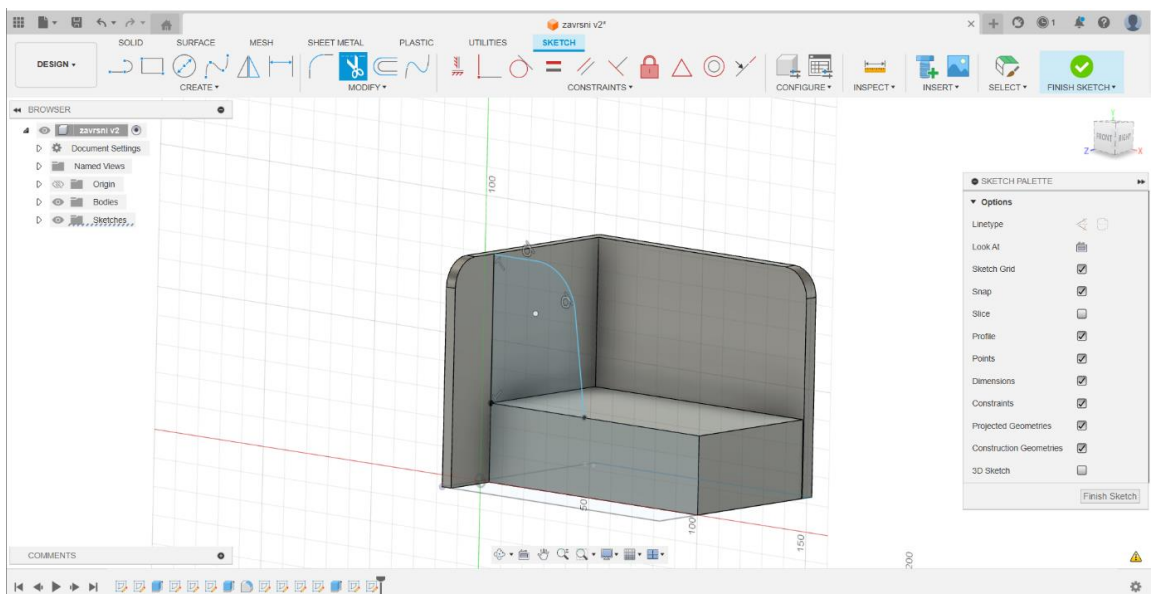 zavrsni v2*
1
SOLID SURFACE MESH SHEET METAL PLASTIC UTILITIES SKETCH
DESIGN
CREATE MODIFY CONSTRAINTS CONFIGURE INSPECT INSERT SELECT FINISH SKETCH
BROWSER
zavrsni v2
Document Settings
Named Views
Origin
Bodies
Sketches
Y
FRONT RIGHT
Z X
SKETCH PALETTE
Options
Linetype
Look At
Sketch Grid
Snap
Slice
Profile
Points
Dimensions
Constraints
Projected Geometries
Construction Geometries
3D Sketch
Finish Sketch
100
50
100
150
200
COMMENTS